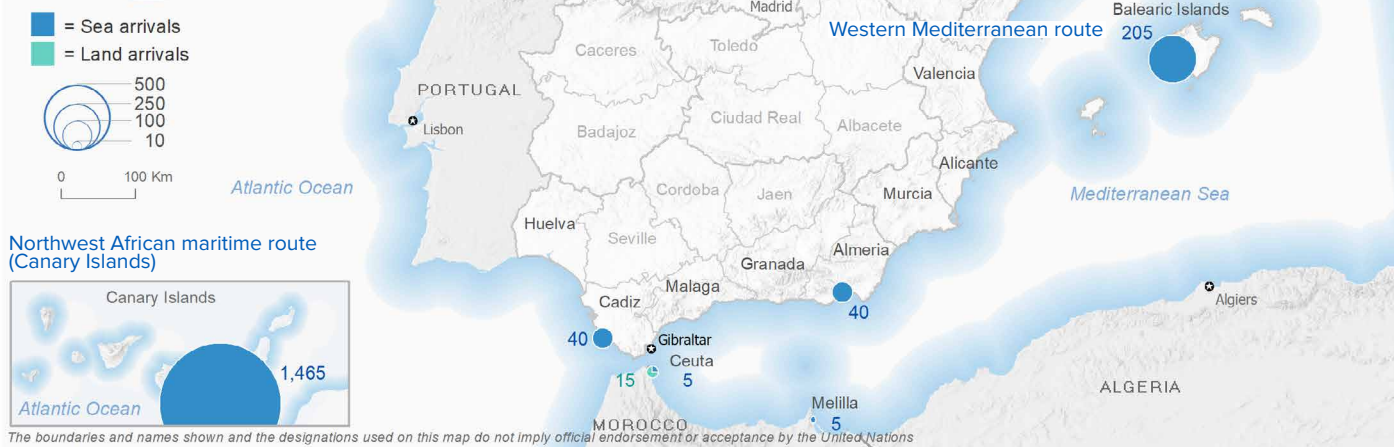 Madrid
Balearic Islands
= Sea arrivals
Western Mediterranean route
205
= Land arrivals
Caceres
Toledo
Valencia
500
PORTUGAL
250
100
Ciudad Real
Albacete
Lisbon
Badajoz
10
Alicante
0 100 Km
Atlantic Ocean
Cordoba
Jaen
Murcia
Mediterranean Sea
Huelva
Northwest African maritime route
(Canary Islands)
Seville
Almeria
Granada
Malaga
Canary Islands
Cadiz
Algiers
40
40
Gibraltar
Ceuta
1,465
15
5
ALGERIA
Atlantic Ocean
Melilla
5
MOROCCO
The boundaries and names shown and the designations used on this map do not imply official endorsement or acceptance by the United Nations